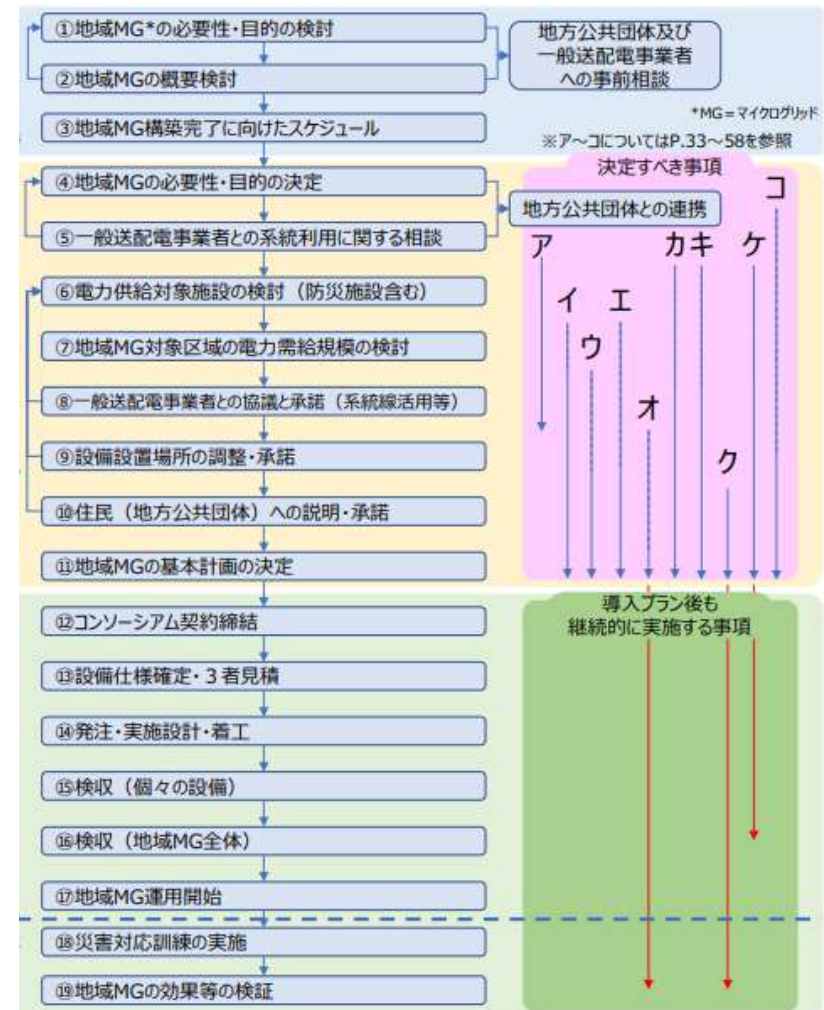 ①地域MG*の必要性・目的の検討
地方公共団体及び
一般送配電事業者
への事前相談
②地域MGの概要検討
*MG=マイクログリッド
③地域MG構築完了に向けたスケジュール
※ア～コについてはP.33～58を参照
決定すべき事項
④地域MGの必要性・目的の決定
地方公共団体との連携
⑤一般送配電事業者との系統利用に関する相談
コ
ア
カ
キ
ケ
⑥電力供給対象施設の検討（防災施設含む）
イ
エ
⑦地域MG対象区域の電力需給規模の検討
ウ
⑧一般送配電事業者との協議と承諾（系統線活用等）
オ
⑨設備設置場所の調整・承諾
ク
⑩住民（地方公共団体）への説明・承諾
⑪地域MGの基本計画の決定
導入プラン後も
継続的に実施する事項
⑫コンソーシアム契約締結
⑬設備仕様確定・３者見積
⑭発注・実施設計・着工
⑮検収（個々の設備）
⑯検収（地域MG全体）
⑰地域MG運用開始
⑱災害対応訓練の実施
⑲地域MGの効果等の検証